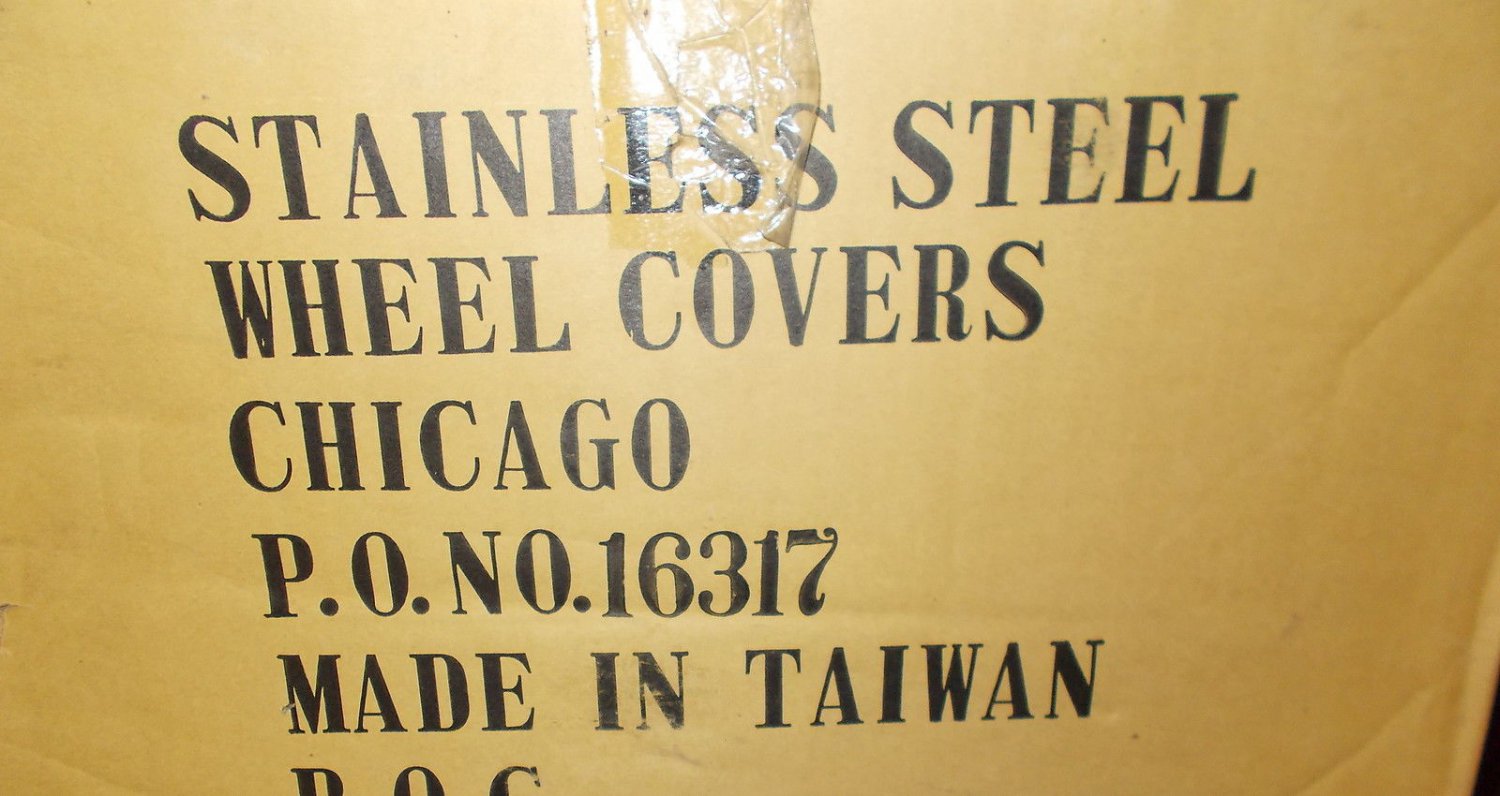 STAINLESS STEEL
WHEEL COVERS
CHICAGO
P.O.NO.16317
MADE IN TAIWAN
R.O.C